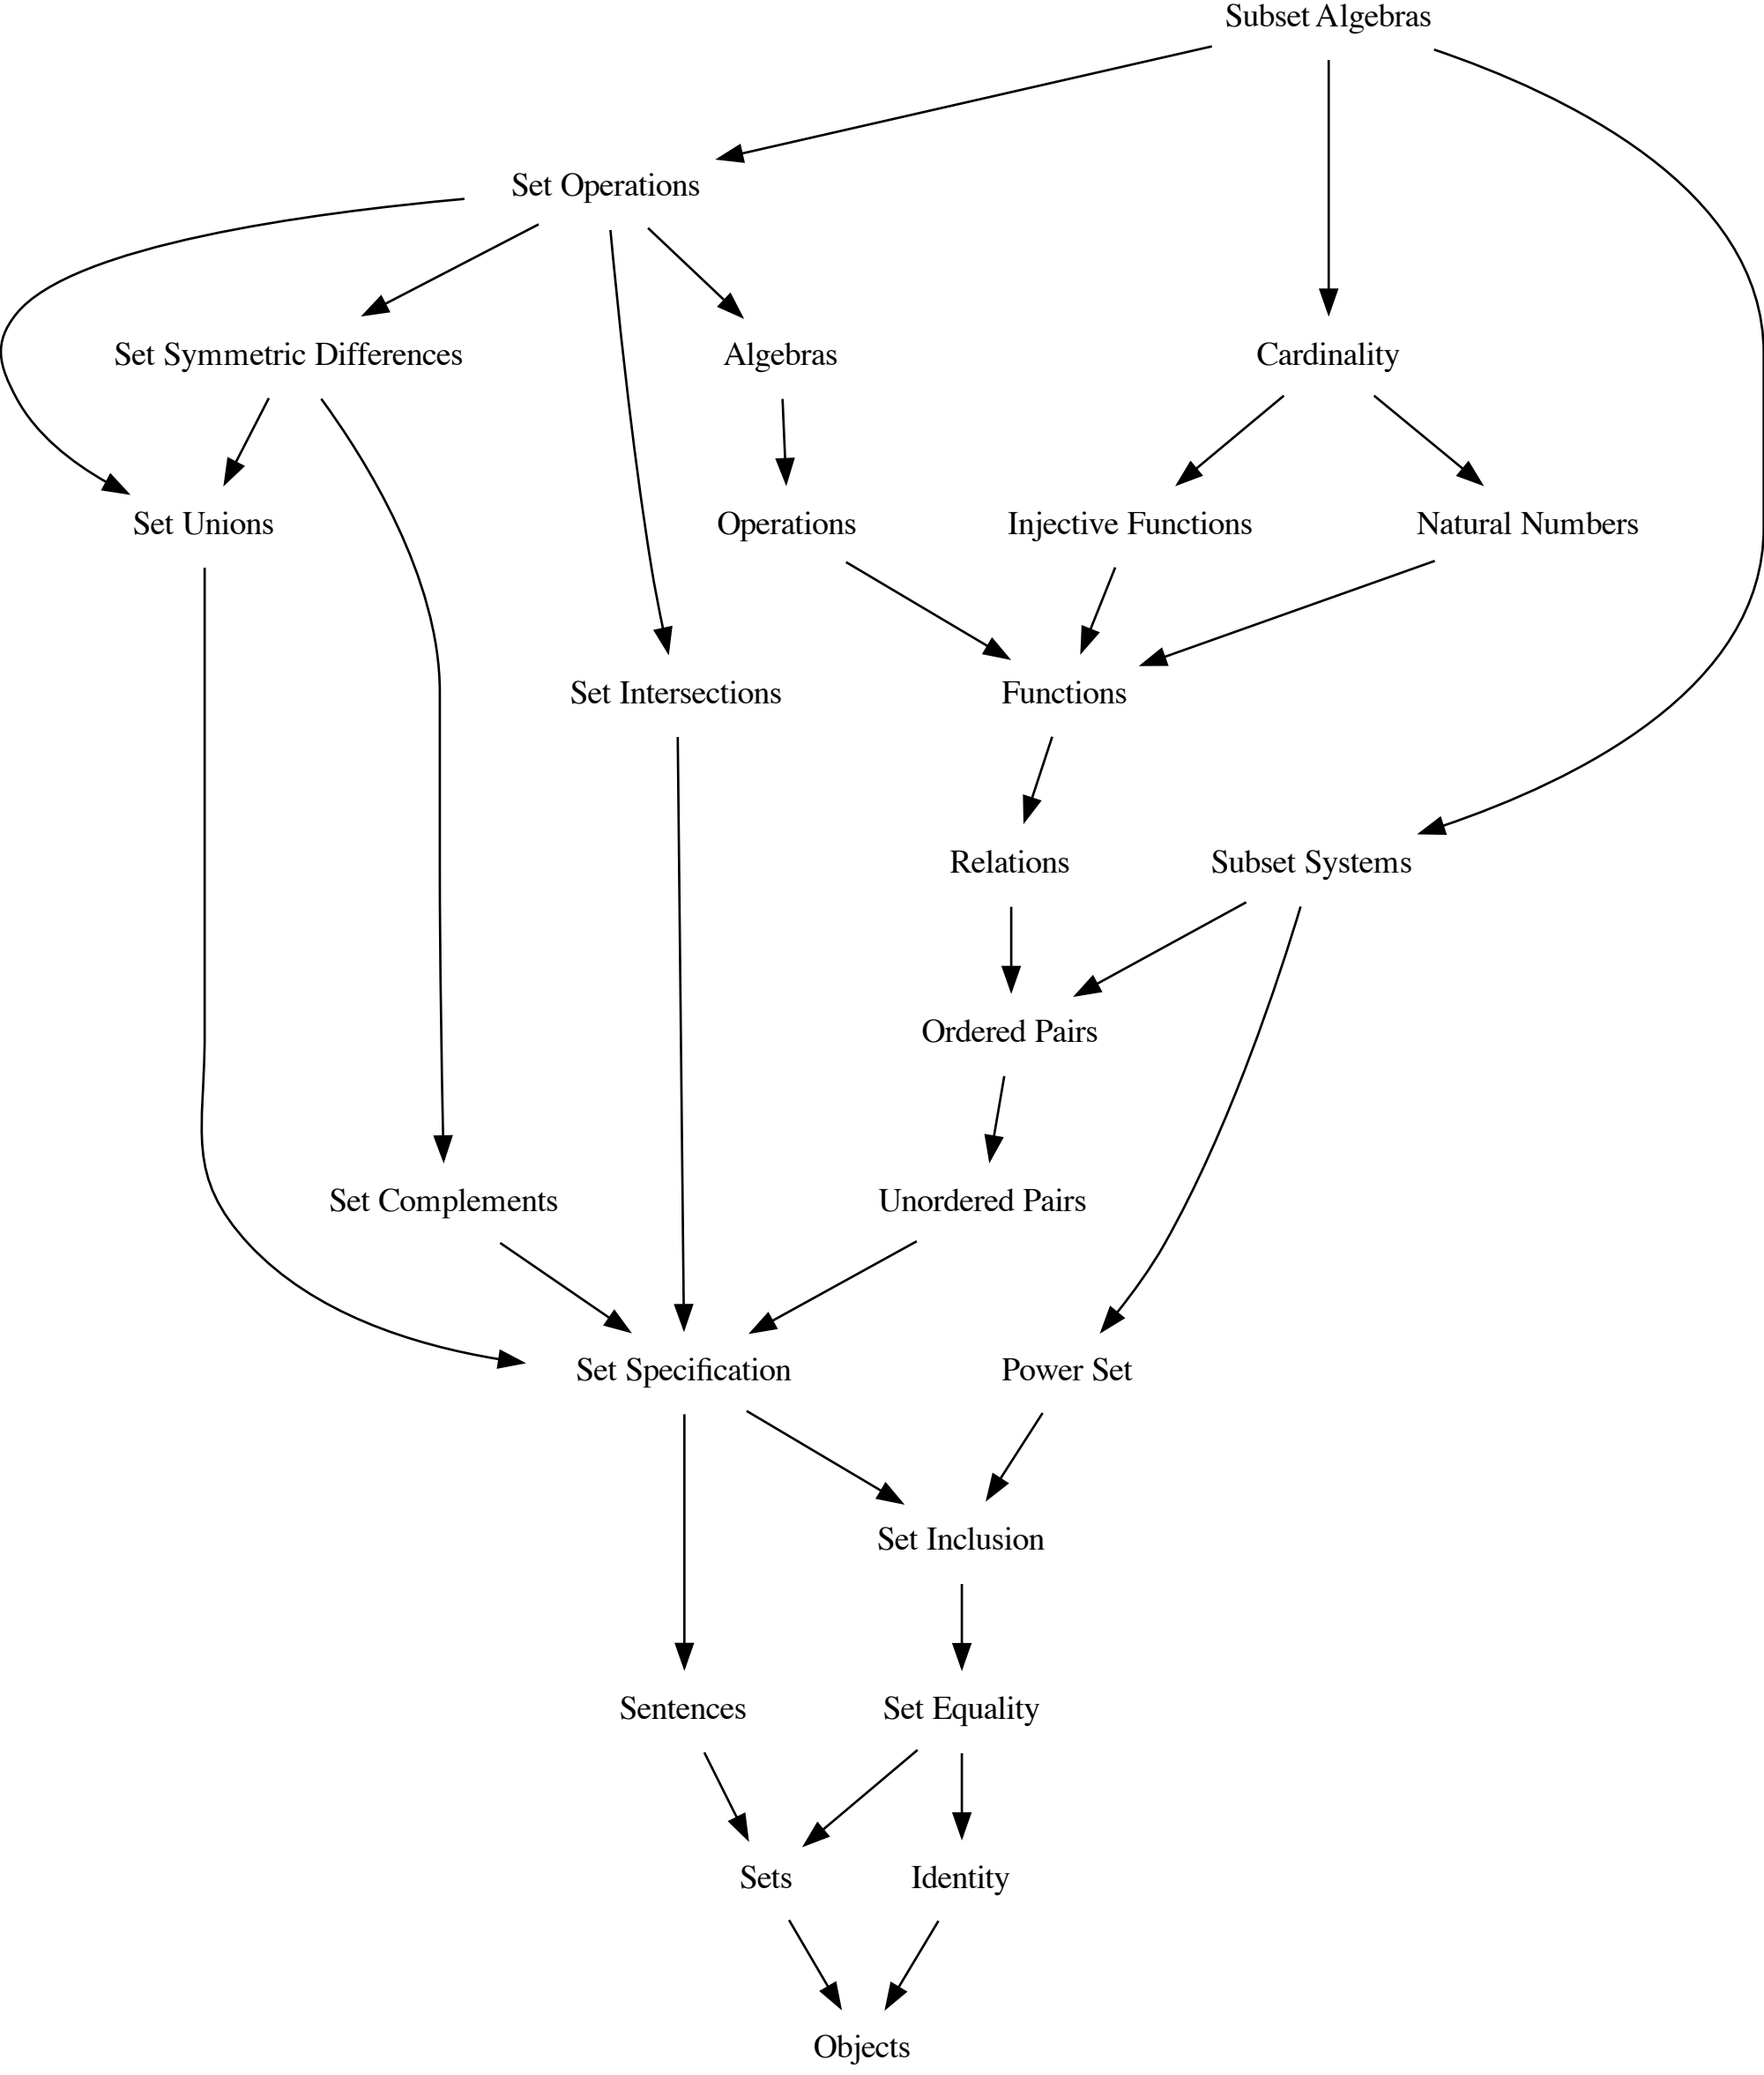 Subset Algebras
Set Operations
Set Symmetric Differences
Algebras
Cardinality
Set Unions
Operations
Injective Functions
Natural Numbers
Set Intersections
Functions
Relations
Subset Systems
Ordered Pairs
Set Complements
Unordered Pairs
Set Specification
Power Set
Set Inclusion
Sentences
Set Equality
Sets
Identity
Objects